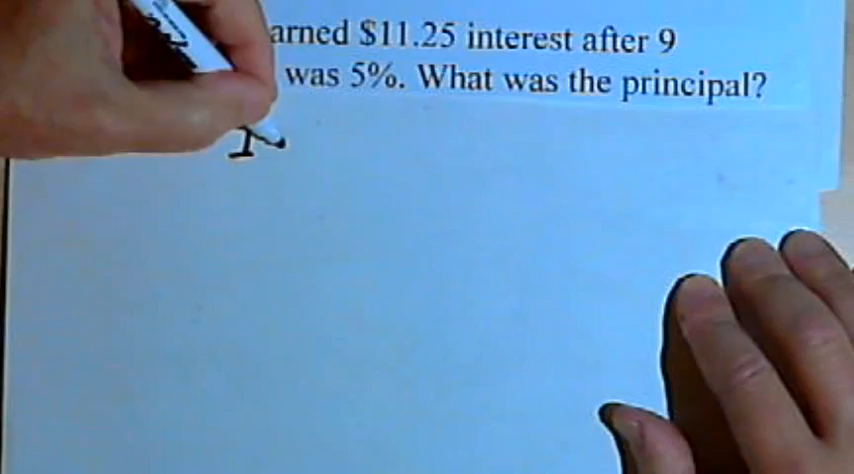 arned $11.25 interest after 9
was 5%. What was the principal?
I